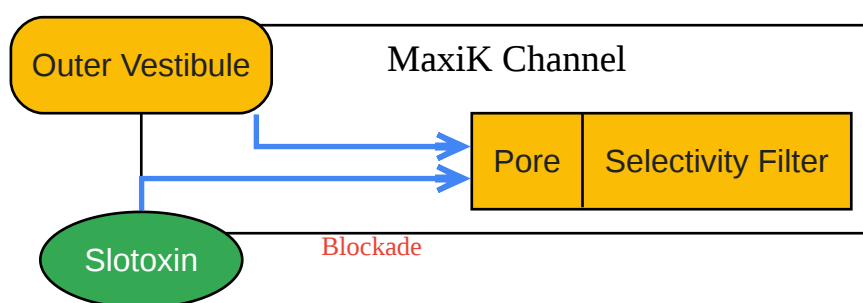 Outer Vestibule
MaxiK Channel
Pore
Selectivity Filter
Blockade
Slotoxin